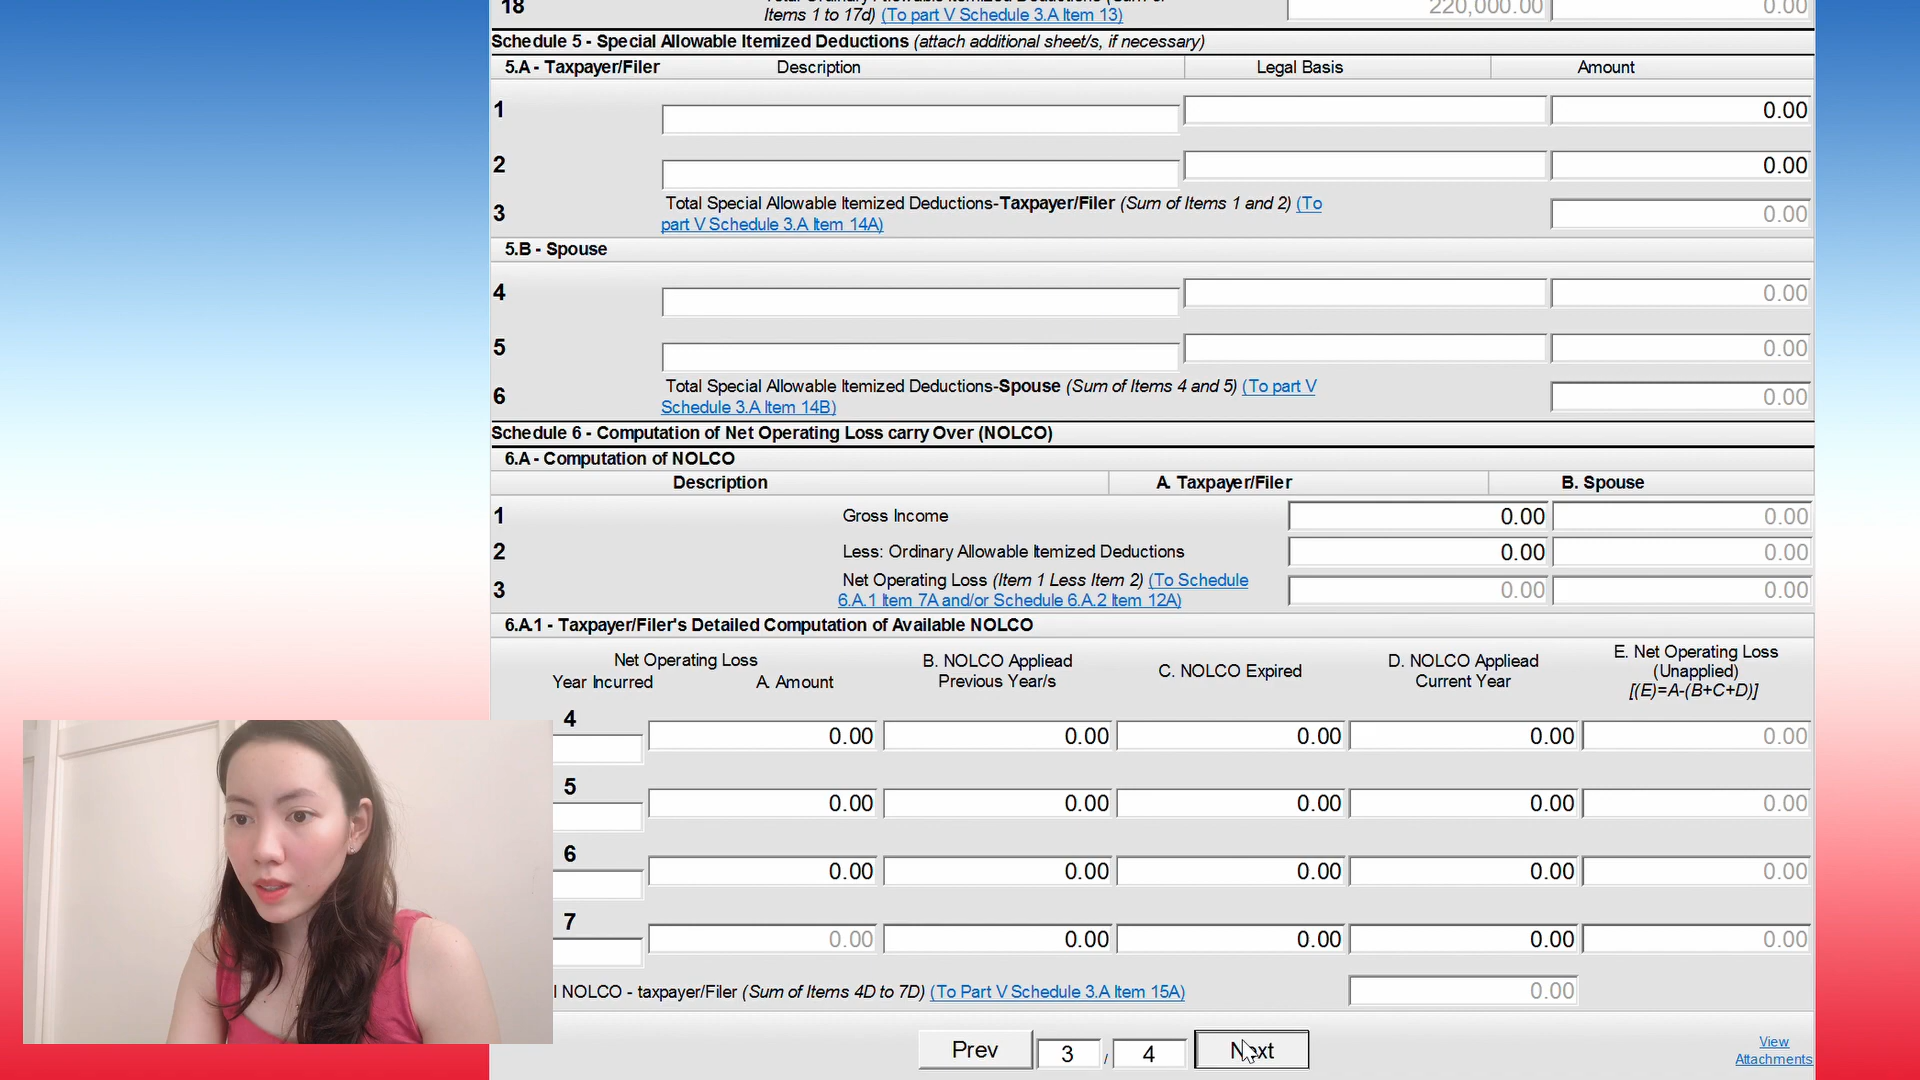 18
Items 1 to 17d) (To part V Schedule 3.A Item 13)
220,000.00 0.00
Schedule 5 - Special Allowable Itemized Deductions (attach additional sheet/s, if necessary)
5.A - Taxpayer/Filer Description Legal Basis Amount
1 0.00
2 0.00
3 Total Special Allowable Itemized Deductions-Taxpayer/Filer (Sum of Items 1 and 2) (To
part V Schedule 3.A Item 14A) 0.00
5.B - Spouse
4 0.00
5 0.00
6 Total Special Allowable Itemized Deductions-Spouse (Sum of Items 4 and 5) (To part V
Schedule 3.A Item 14B) 0.00
Schedule 6 - Computation of Net Operating Loss carry Over (NOLCO)
6.A - Computation of NOLCO
Description A. Taxpayer/Filer B. Spouse
1 Gross Income 0.00 0.00
2 Less: Ordinary Allowable Itemized Deductions 0.00 0.00
3 Net Operating Loss (Item 1 Less Item 2) (To Schedule
6.A.1 Item 7A and/or Schedule 6.A.2 Item 12A) 0.00 0.00
6.A.1 - Taxpayer/Filer's Detailed Computation of Available NOLCO
Net Operating Loss
Year Incurred A. Amount
B. NOLCO Appliead
Previous Year/s
C. NOLCO Expired
D. NOLCO Appliead
Current Year
E. Net Operating Loss
(Unapplied)
[(E)=A-(B+C+D)]
4 0.00 0.00 0.00 0.00 0.00
5 0.00 0.00 0.00 0.00 0.00
6 0.00 0.00 0.00 0.00 0.00
7 0.00 0.00 0.00 0.00 0.00
NOLCO - taxpayer/Filer (Sum of Items 4D to 7D) (To Part V Schedule 3.A Item 15A) 0.00
Prev 3 / 4 Next
View
Attachments